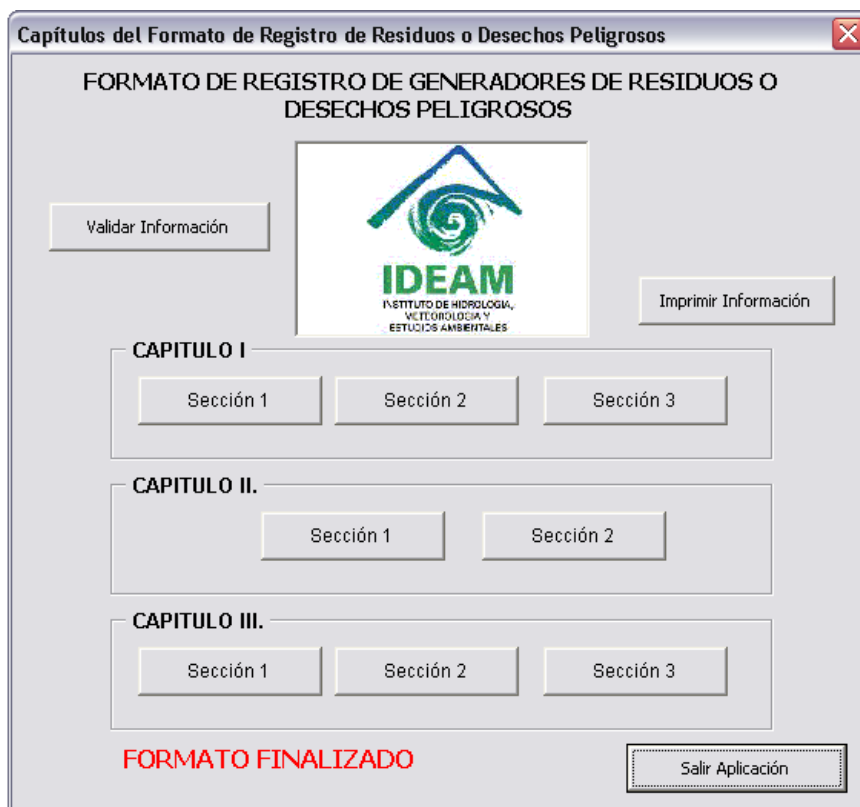 Capítulos del Formato de Registro de Residuos o Desechos Peligrosos
FORMATO DE REGISTRO DE GENERADORES DE RESIDUOS O
DESECHOS PELIGROSOS
Validar Información
IDEAM
INSTITUTO DE HIDROLOGIA,
METEOROLOGIA Y
ESTUDIOS AMBIENTALES
Imprimir Información
CAPITULO I
Sección 1
Sección 2
Sección 3
CAPITULO II.
Sección 1
Sección 2
CAPITULO III.
Sección 1
Sección 2
Sección 3
FORMATO FINALIZADO
Salir Aplicación